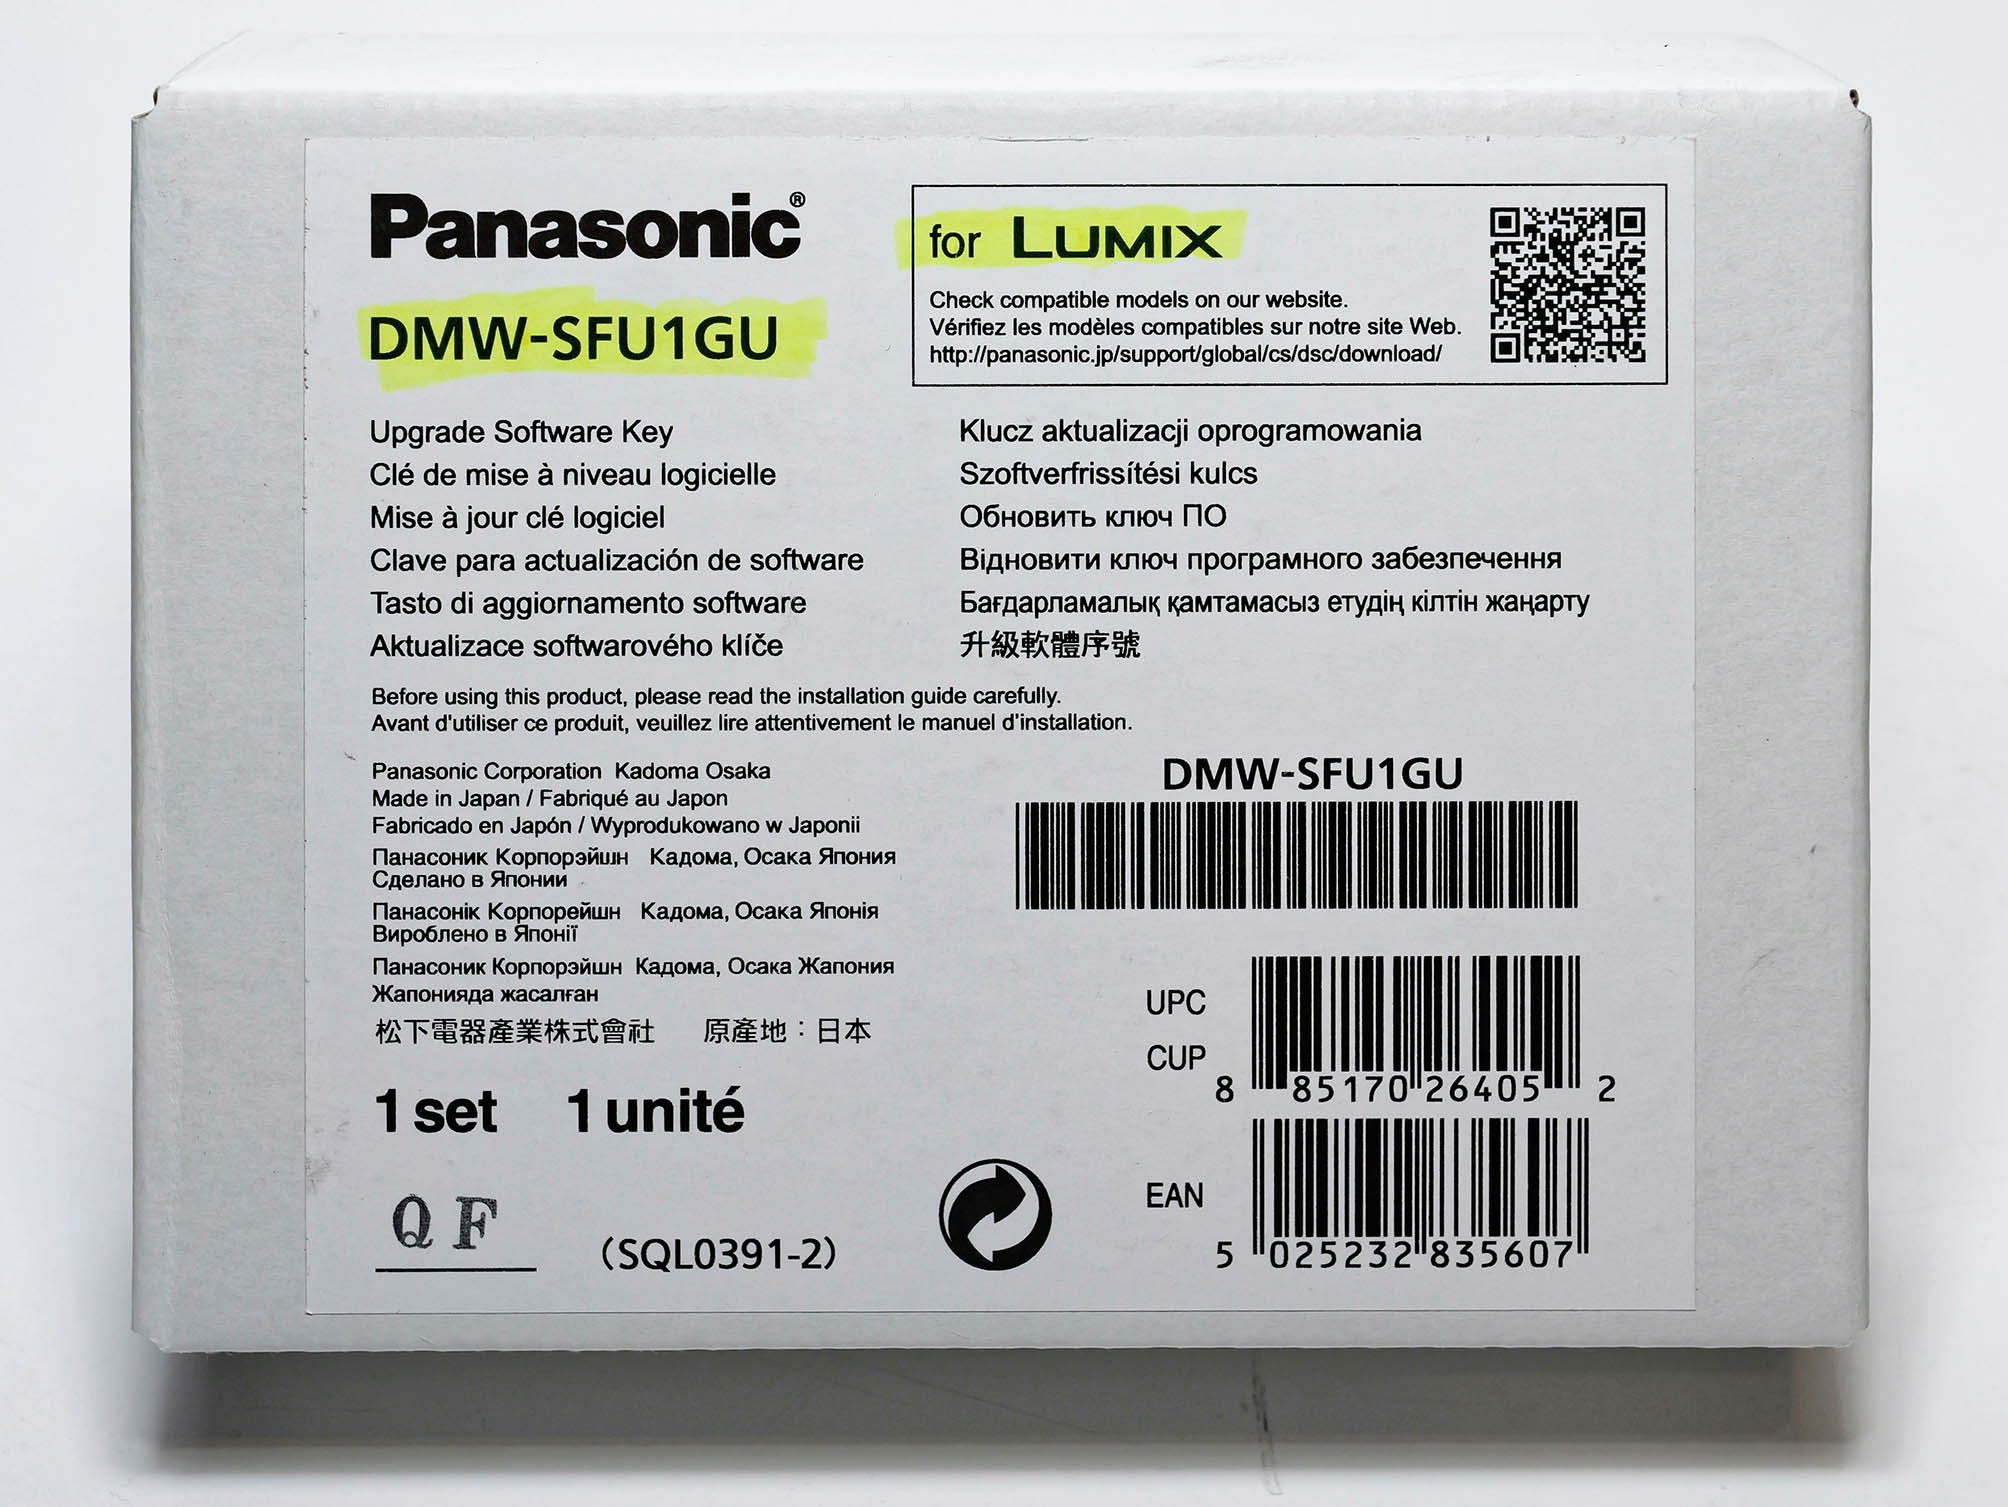 Panasonic®
DMW-SFU1GU
for LUMIX
Check compatible models on our website.
Vérifiez les modèles compatibles sur notre site Web.
http://panasonic.jp/support/global/cs/dsc/download/
Upgrade Software Key
Clé de mise à niveau logicielle
Mise à jour clé logiciel
Clave para actualización de software
Tasto di aggiornamento software
Aktualizace softwarového klíče
Klucz aktualizacji oprogramowania
Szoftverfrissítési kulcs
Обновить ключ ПО
Відновити ключ програмного забезпечення
Бағдарламалық қамтамасыз етудің кілтін жаңарту
升級軟體序號
Before using this product, please read the installation guide carefully.
Avant d'utiliser ce produit, veuillez lire attentivement le manuel d'installation.
Panasonic Corporation Kadoma Osaka
Made in Japan / Fabriqué au Japon
Fabricado en Japón / Wyprodukowano w Japonii
Панасоник Корпорэйшн Кадома, Осака Япония
Сделано в Японии
Панасонік Корпорейшн Кадома, Осака Японія
Вироблено в Японії
Панасоник Корпорэйшн Кадома, Осака Жапония
Жапонияда жасалған
松下電器產業株式會社 原產地：日本
1 set 1 unité
QF
(SQL0391-2)
DMW-SFU1GU
UPC
CUP
8 85170 26405 2
EAN
5 025232 835607